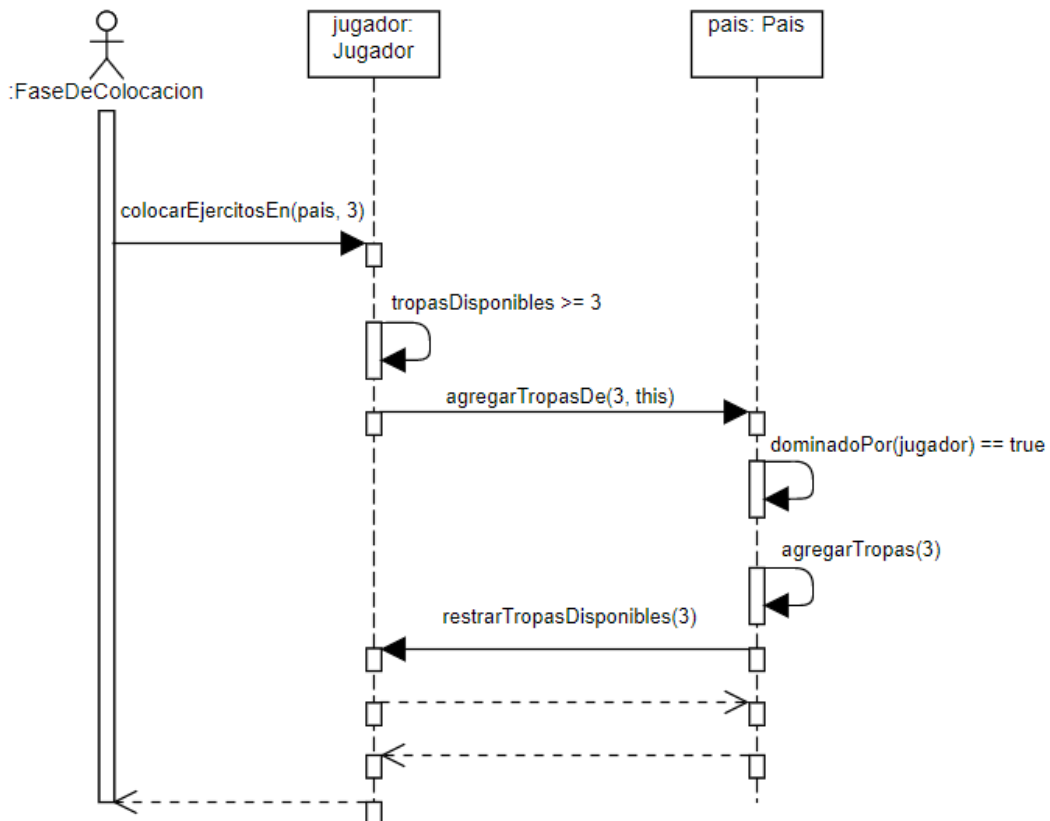 jugador:
Jugador
pais: Pais
:FaseDeColocacion
colocarEjercitosEn(pais, 3)
tropasDisponibles >= 3
agregarTropasDe(3, this)
dominadoPor(jugador) == true
agregarTropas(3)
restrarTropasDisponibles(3)